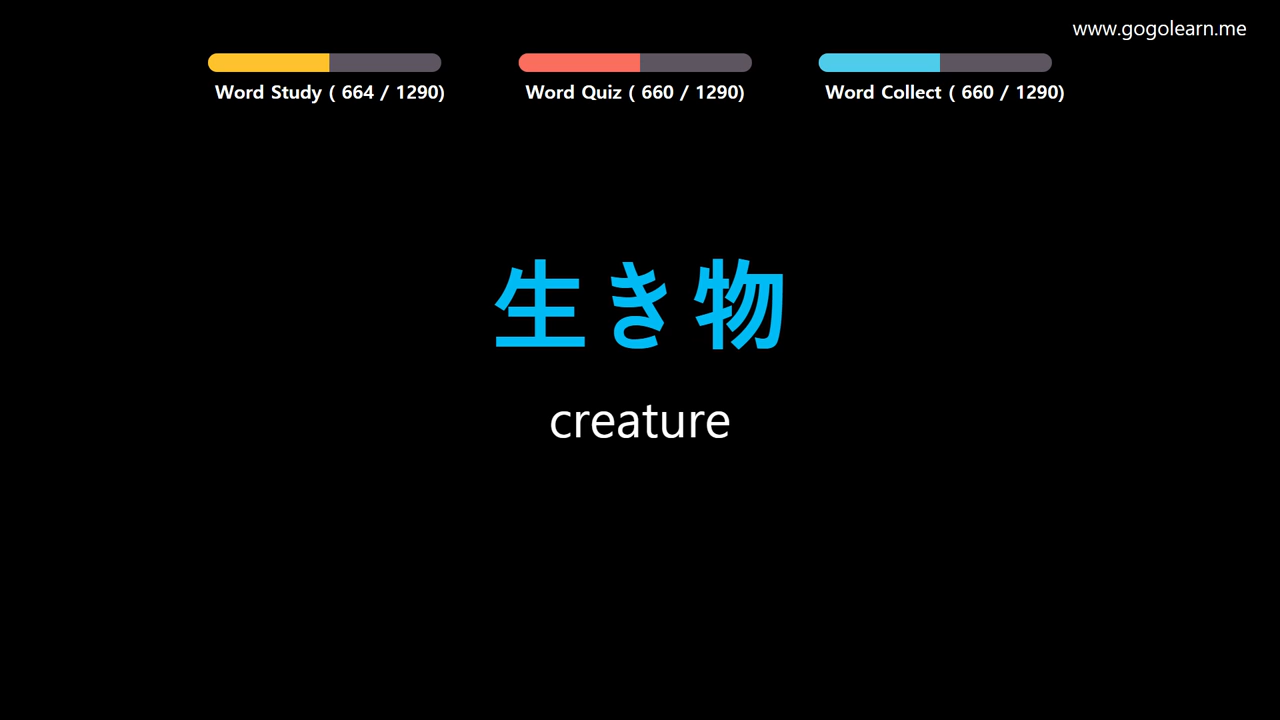 www.gogolearn.me
Word Study ( 664 / 1290)
Word Quiz ( 660 / 1290)
Word Collect ( 660 / 1290)
生き物
creature